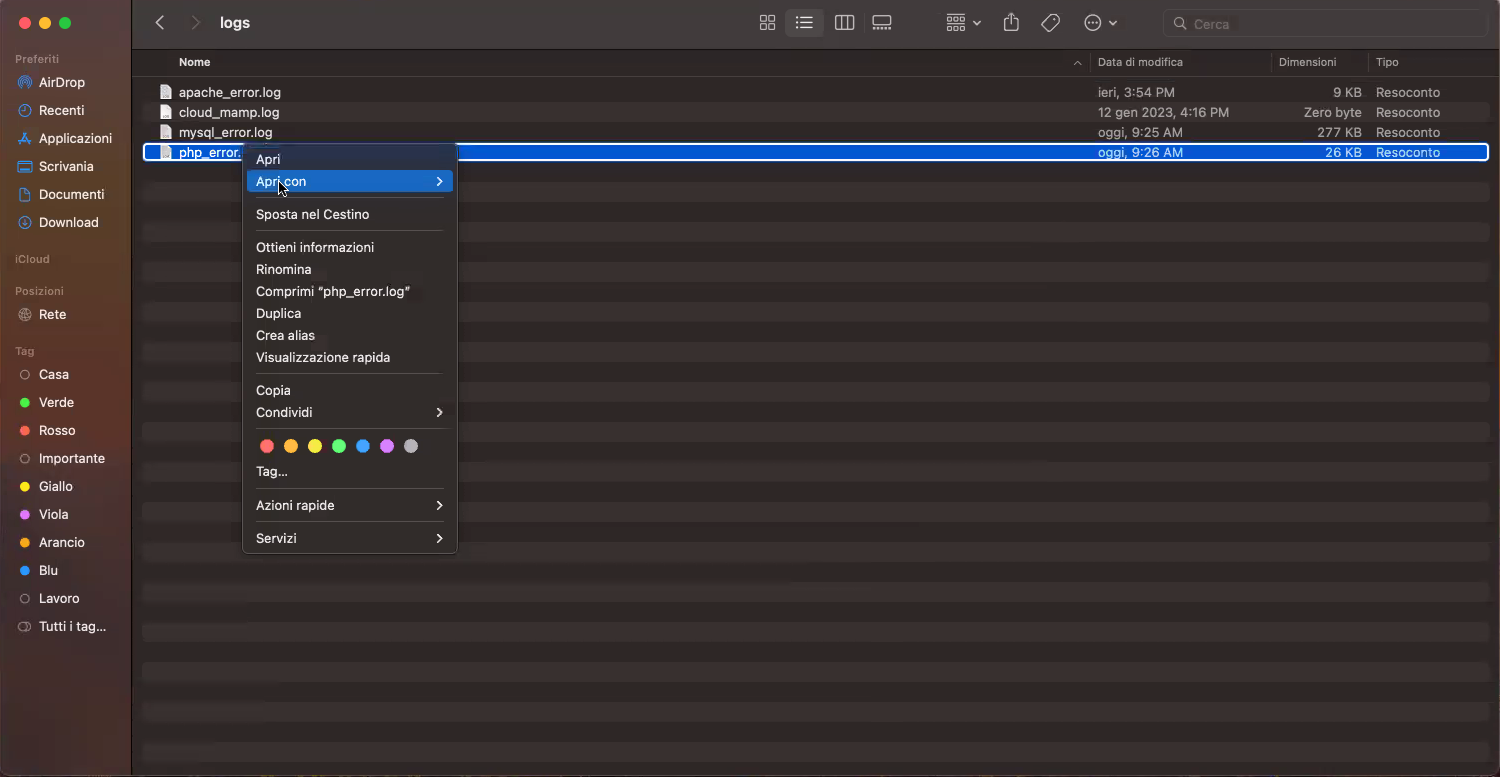 logs
Cerca
Preferiti
AirDrop
Recenti
Applicazioni
Scrivania
Documenti
Download
iCloud
Posizioni
Rete
Tag
Casa
Verde
Rosso
Importante
Giallo
Viola
Arancio
Blu
Lavoro
Tutti i tag...
Nome Data di modifica Dimensioni Tipo
apache_error.log ieri, 3:54 PM 9 KB Resoconto
cloud_mamp.log 12 gen 2023, 4:16 PM Zero byte Resoconto
mysql_error.log oggi, 9:25 AM 277 KB Resoconto
php_error. oggi, 9:26 AM 26 KB Resoconto
Apri
Apri con
Sposta nel Cestino
Ottieni informazioni
Rinomina
Comprimi “php_error.log”
Duplica
Crea alias
Visualizzazione rapida
Copia
Condividi
Tag...
Azioni rapide
Servizi